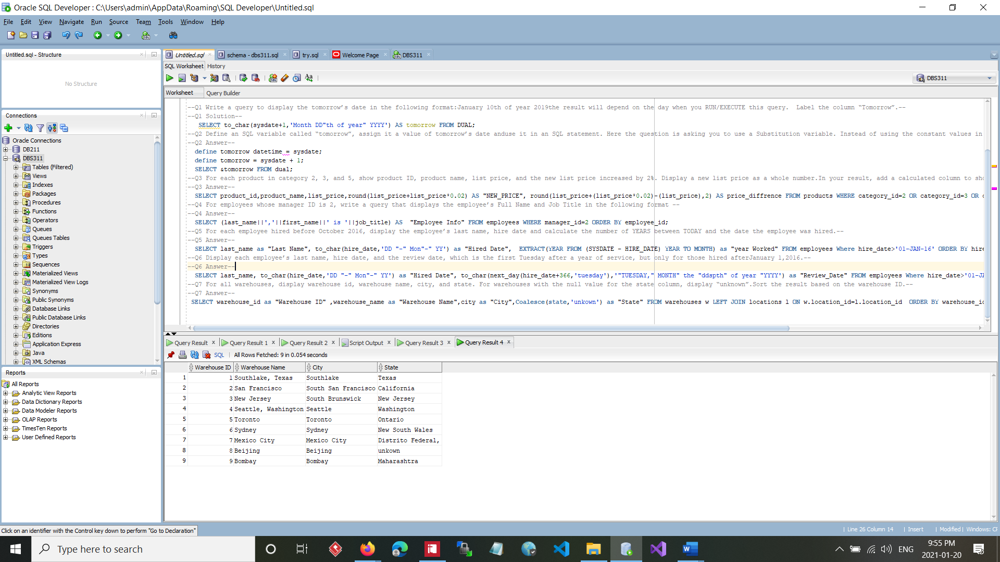 Oracle SQL Developer : C:\Users\admin\AppData\Roaming\SQL Developer\Untitled.sql
File Edit View Navigate Run Source Team Tools Window Help
Untitled.sql - Structure
No Structure
Connections
Oracle Connections
DB211
DBS311
Tables (Filtered)
Views
Indexes
Packages
Procedures
Functions
Operators
Queues
Queues Tables
Triggers
Types
Sequences
Materialized Views
Materialized View Logs
Synonyms
Public Synonyms
Database Links
Public Database Links
Directories
Editions
Application Express
Java
XML Schemas
Reports
All Reports
Analytic View Reports
Data Dictionary Reports
Data Modeler Reports
OLAP Reports
TimesTen Reports
User Defined Reports
Untitled.sql schema - dbs311.sql try.sql Welcome Page DBS311
SQL Worksheet History
DBS311
Worksheet Query Builder
--Q1 Write a query to display the tomorrow’s date in the following format:January 10th of year 2019the result will depend on the day when you RUN/EXECUTE this query.  Label the column “Tomorrow”.--
--Q1 Solution--
SELECT to_char(sysdate+1,'Month DD"th of year" YYYY') AS tomorrow FROM DUAL;
--Q2 Define an SQL variable called “tomorrow”, assign it a value of tomorrow’s date anduse it in an SQL statement. Here the question is asking you to use a Substitution variable. Instead of using the constant values in
--Q2 Answer--
define tomorrow datetime = sysdate;
define tomorrow = sysdate + 1;
SELECT &tomorrow FROM dual;
--Q3 For each product in category 2, 3, and 5, show product ID, product name, list price, and the new list price increased by 2%. Display a new list price as a whole number.In your result, add a calculated column to sho
--Q3 Answer--
SELECT product_id,product_name,list_price,round(list_price+list_price*0.02) AS "NEW_PRICE", round(list_price+(list_price*0.02)-(list_price),2) AS price_diffrence FROM products WHERE category_id=2 OR category_id=3 OR c
--Q4 For employees whose manager ID is 2, write a query that displays the employee’s Full Name and Job Title in the following format --
--Q4 Answer--
SELECT (last_name||','||first_name||' is '||job_title) AS  "Employee Info" FROM employees WHERE manager_id=2 ORDER BY employee_id;
--Q5 For each employee hired before October 2016, display the employee’s last name, hire date and calculate the number of YEARS between TODAY and the date the employee was hired.--
--Q5 Answer--
SELECT last_name as "Last Name", to_char(hire_date,'DD "-" Mon"-" YY') as "Hired Date",  EXTRACT(YEAR FROM (SYSDATE - HIRE_DATE) YEAR TO MONTH) as "year Worked" FROM employees Where hire_date>'01-JAN-16' ORDER BY hire
--Q6 Display each employee’s last name, hire date, and the review date, which is the first Tuesday after a year of service, but only for those hired afterJanuary 1,2016.--
--Q6 Answer--
SELECT last_name, to_char(hire_date,'DD "-" Mon"-" YY') as "Hired Date", to_char(next_day(hire_date+366,'tuesday'),'"TUESDAY," MONTH" the "ddspth" of year "YYYY') as "Review_Date" FROM employees Where hire_date>'01-JA
--Q7 For all warehouses, display warehouse id, warehouse name, city, and state. For warehouses with the null value for the state column, display “unknown”.Sort the result based on the warehouse ID.--
--Q7 Answer--
SELECT warehouse_id as "Warehouse ID" ,warehouse_name as "Warehouse Name",city as "City",Coalesce(state,'unkown') as "State" FROM warehouses w LEFT JOIN locations l ON w.location_id=l.location_id  ORDER BY warehouse_id
Query Result Query Result 1 Query Result 2 Script Output Query Result 3 Query Result 4
SQL All Rows Fetched: 9 in 0.054 seconds
Warehouse ID Warehouse Name City State
1 1 Southlake, Texas Southlake Texas
2 2 San Francisco South San Francisco California
3 3 New Jersey South Brunswick New Jersey
4 4 Seattle, Washington Seattle Washington
5 5 Toronto Toronto Ontario
6 6 Sydney Sydney New South Wales
7 7 Mexico City Mexico City Distrito Federal,
8 8 Beijing Beijing unkown
9 9 Bombay Bombay Maharashtra
Click on an identifier with the Control key down to perform "Go to Declaration"
Line 26 Column 14 Insert Modified Windows: CF
Type here to search
ENG
9:55 PM
2021-01-20